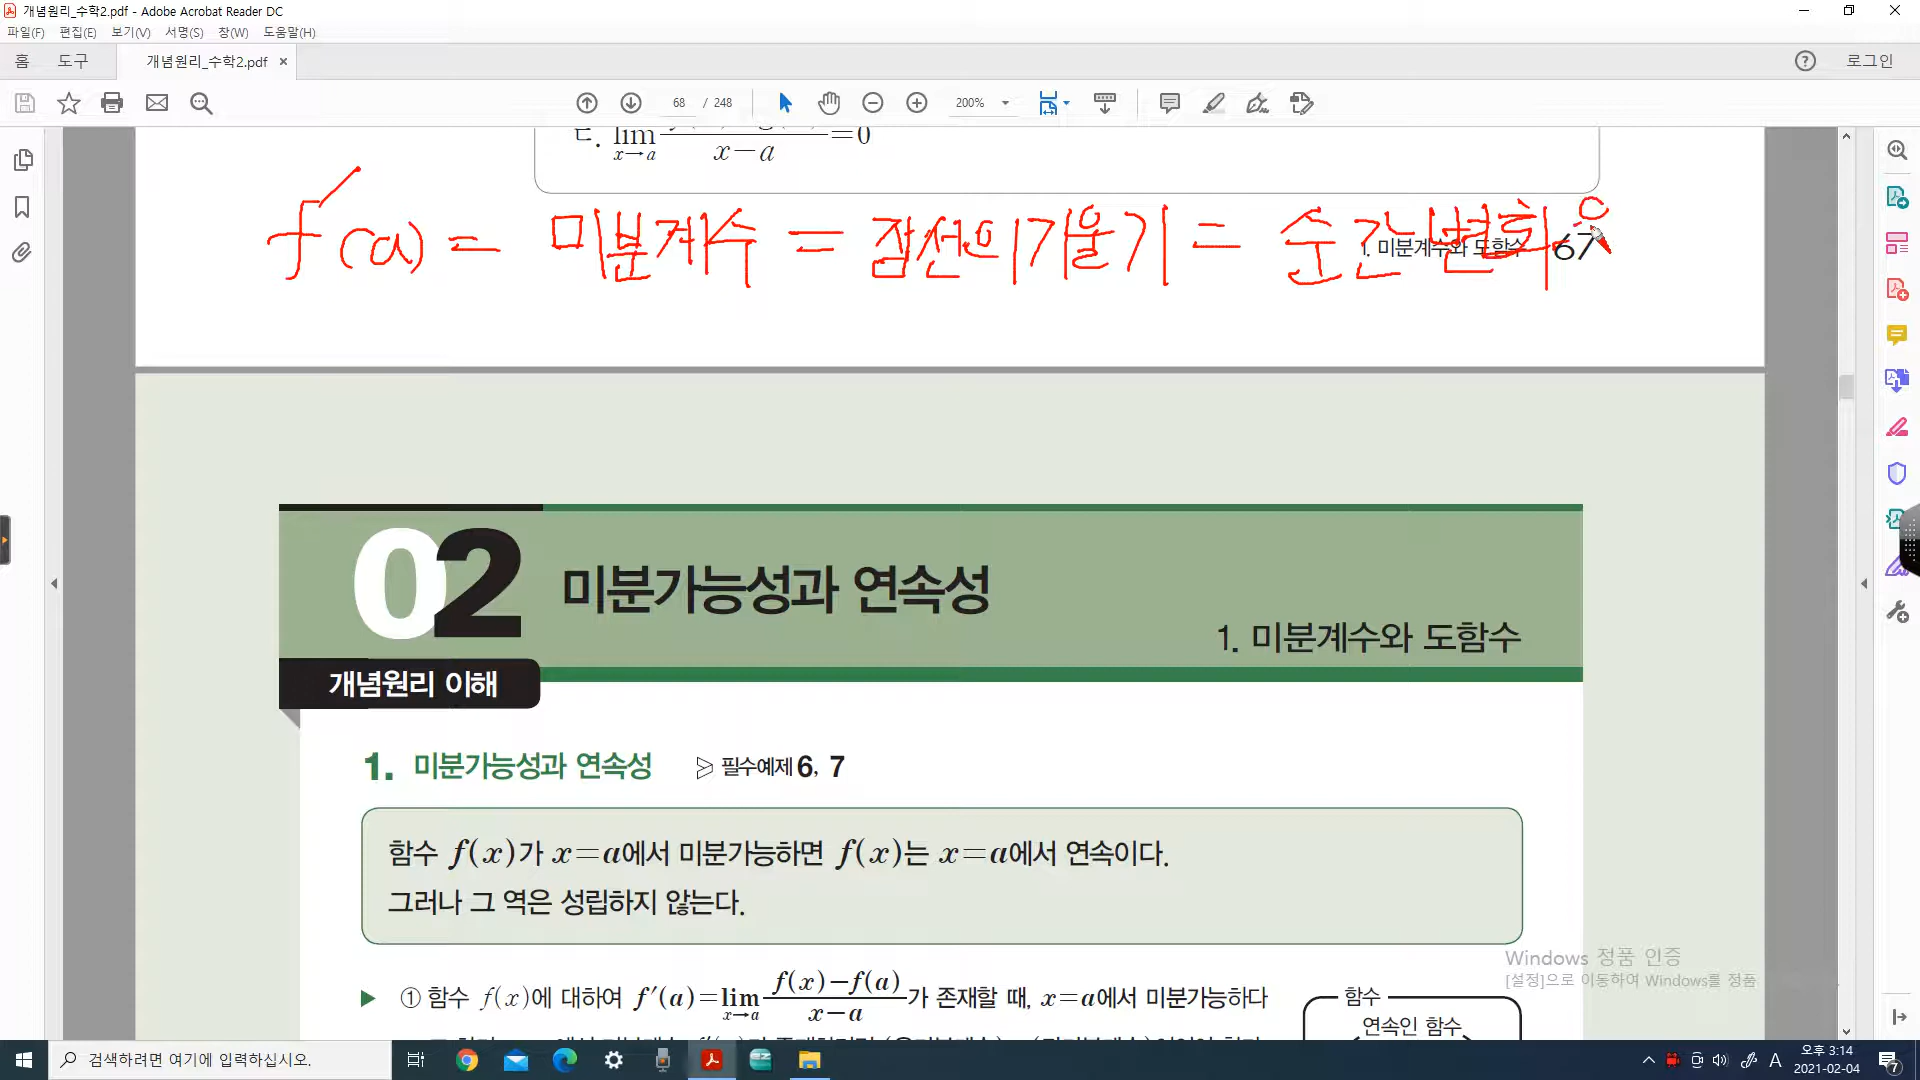 개념원리_수학2.pdf - Adobe Acrobat Reader DC
파일(F) 편집(E) 보기(V) 서명(S) 창(W) 도움말(H)
홈 도구 개념원리_수학2.pdf × 로그인
68 / 248 200%
ㄷ. lim x→a x-a =0
f'(a) = 미분계수 = 접선의기울기 = 순간변화
1. 미분계수와 도함수 67
02 미분가능성과 연속성
1. 미분계수와 도함수
개념원리 이해
1. 미분가능성과 연속성 필수예제 6, 7
함수 f(x)가 x=a에서 미분가능하면 f(x)는 x=a에서 연속이다.
그러나 그 역은 성립하지 않는다.
Windows 정품 인증
[설정]으로 이동하여 Windows를 정품
▶ ① 함수 f(x)에 대하여 f'(a)=lim x→a f(x)-f(a) / x-a 가 존재할 때, x=a에서 미분가능하다
함수
연속인 함수
검색하려면 여기에 입력하십시오.
A 오후 3:14
2021-02-04
7